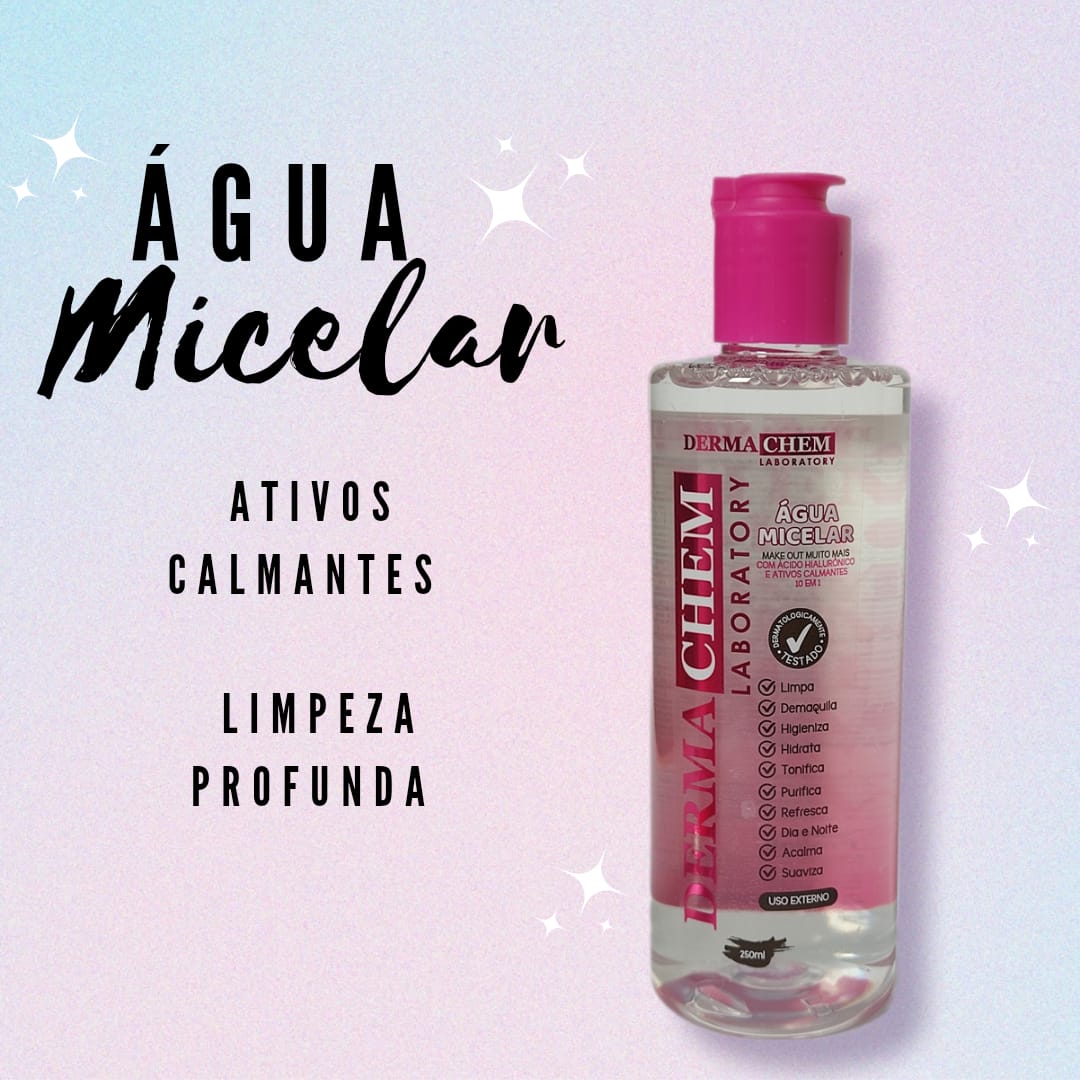 ÁGUA
Micelar
ATIVOS
CALMANTES
LIMPEZA
PROFUNDA
DERMA CHEM
LABORATORY
DERMA CHEM
LABORATORY
ÁGUA
MICELAR
MAKE OUT MUITO MAIS
COM ÁCIDO HIALURÔNICO
E ATIVOS CALMANTES
10 EM 1
DERMATOLOGICAMENTE
TESTADO
Limpa
Demaquila
Higieniza
Hidrata
Tonifica
Purifica
Refresca
Dia e Noite
Acalma
Suaviza
USO EXTERNO
250ml